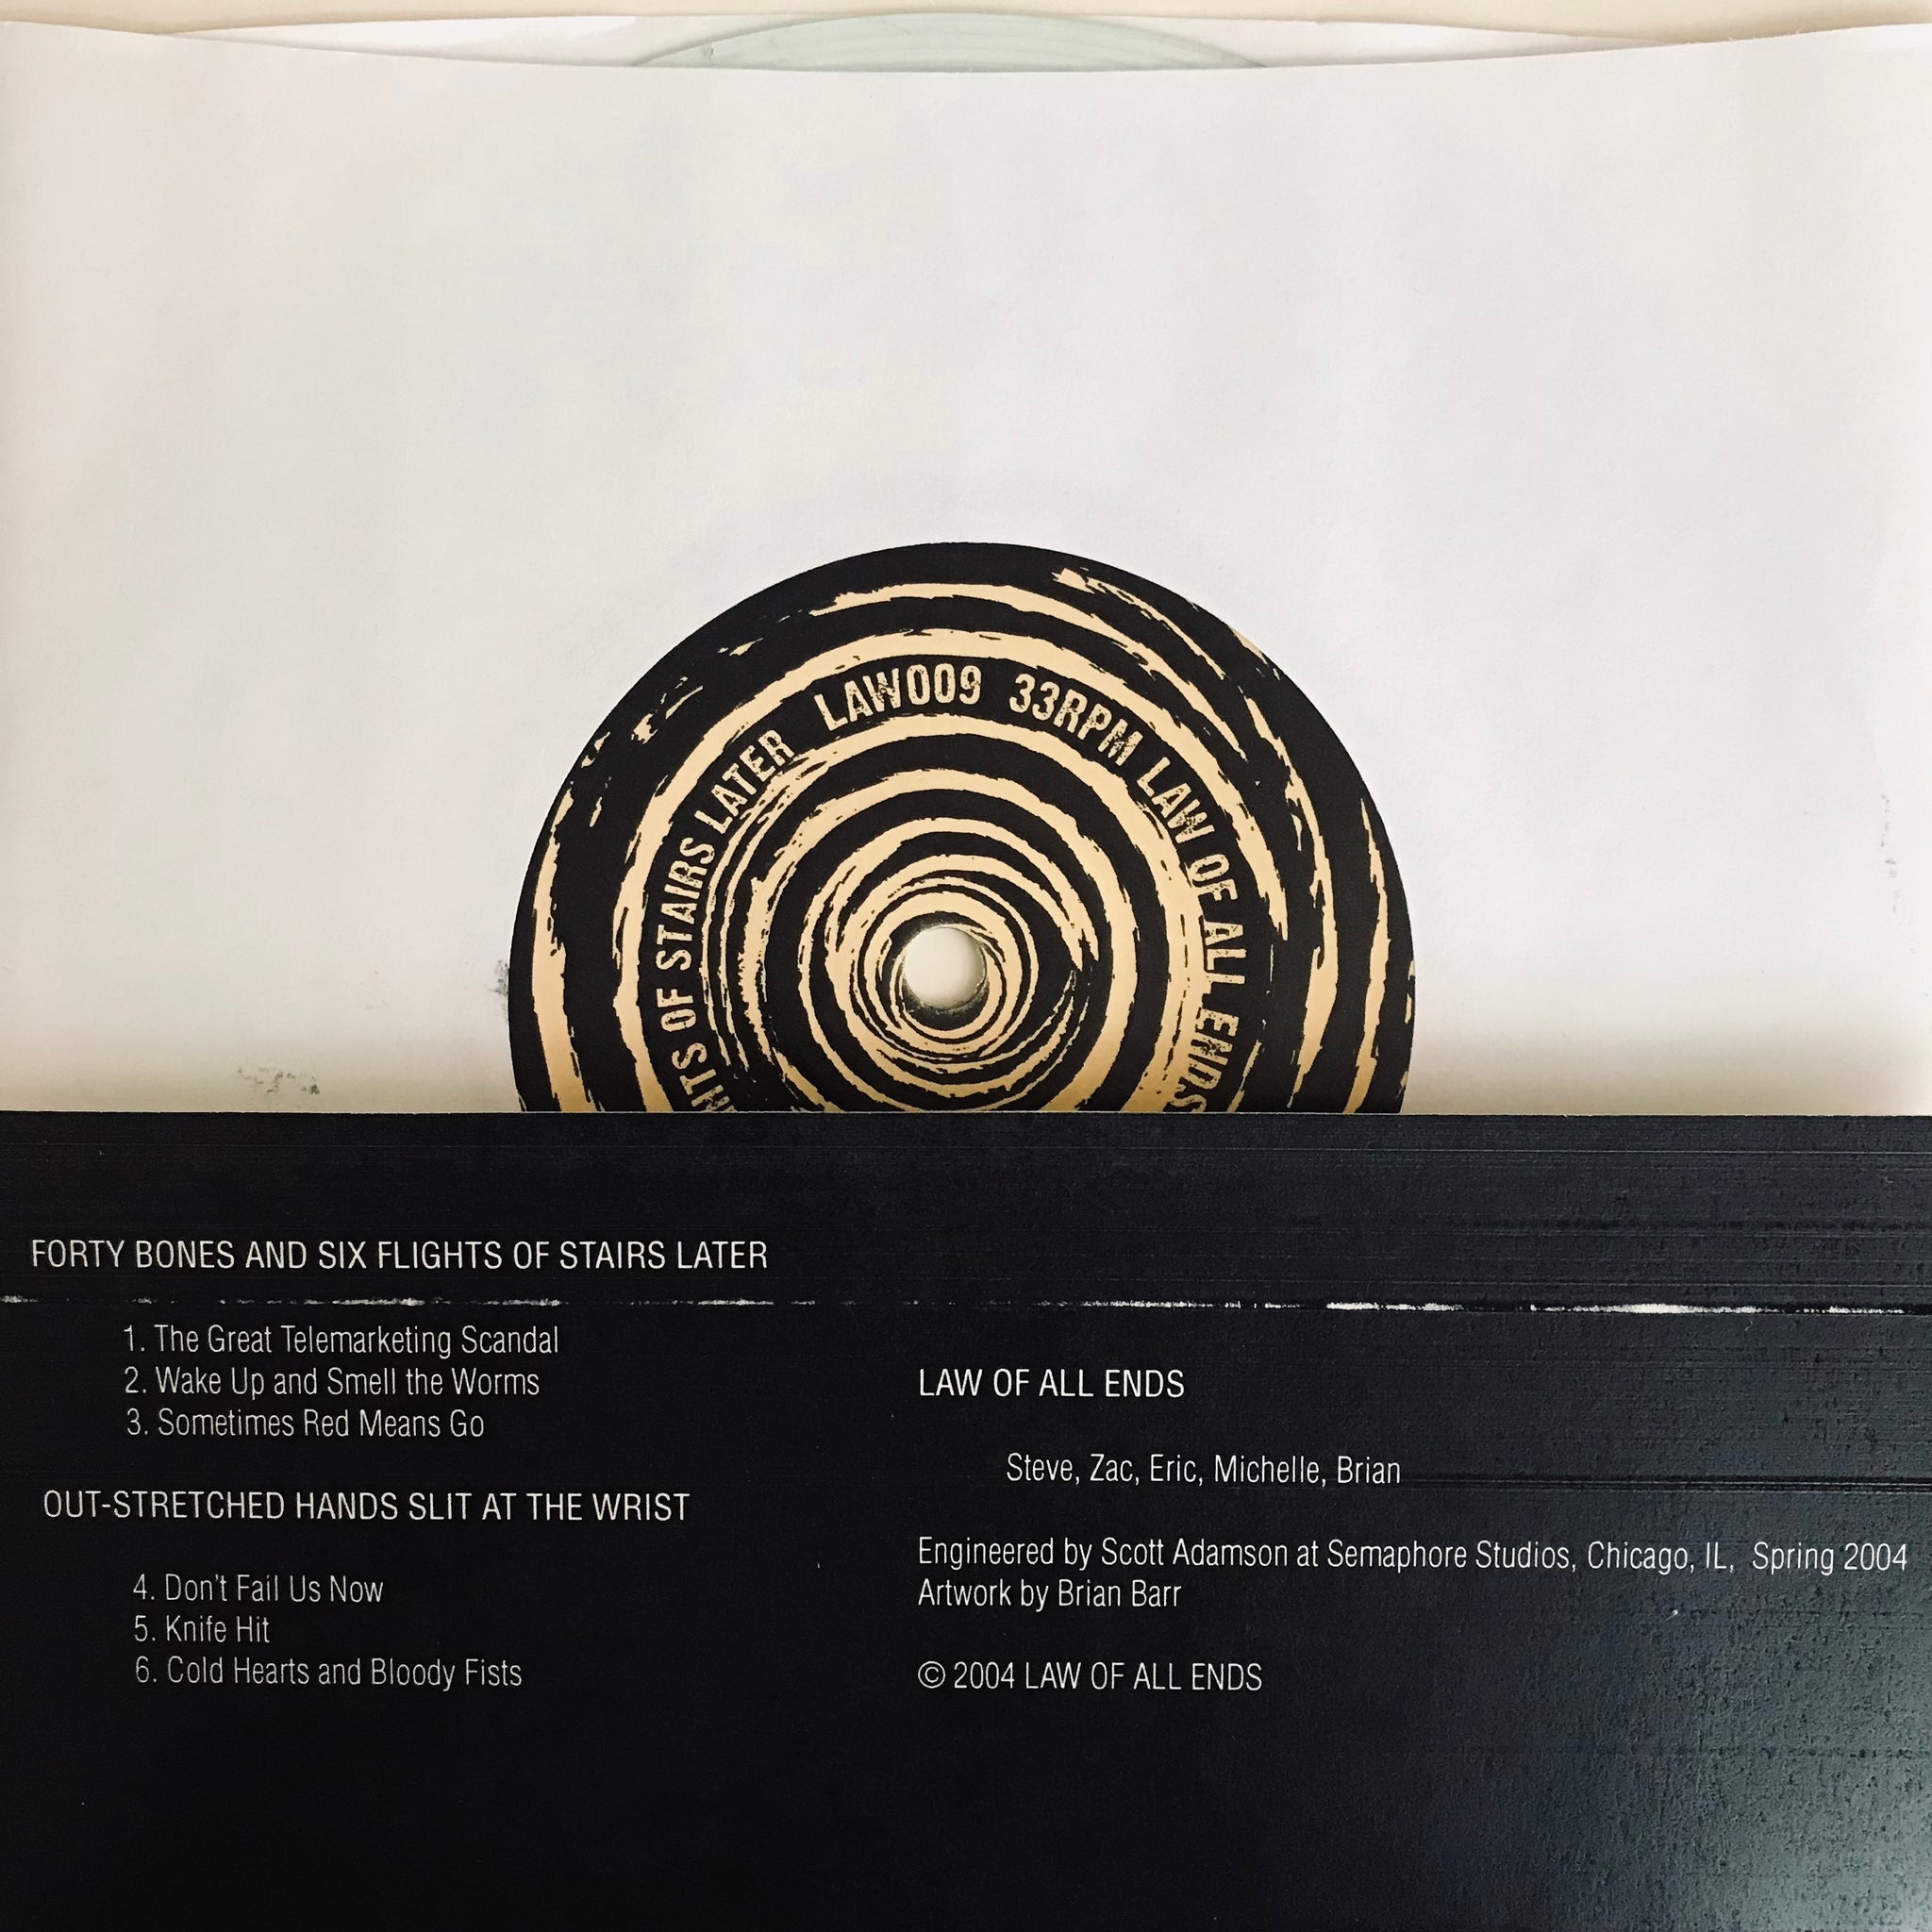 LAW009 33RPM LAW OF ALL ENDS
OF STAIRS LATER
FORTY BONES AND SIX FLIGHTS OF STAIRS LATER
1. The Great Telemarketing Scandal
2. Wake Up and Smell the Worms
3. Sometimes Red Means Go
OUT-STRETCHED HANDS SLIT AT THE WRIST
4. Don't Fail Us Now
5. Knife Hit
6. Cold Hearts and Bloody Fists
LAW OF ALL ENDS
Steve, Zac, Eric, Michelle, Brian
Engineered by Scott Adamson at Semaphore Studios, Chicago, IL, Spring 2004
Artwork by Brian Barr
© 2004 LAW OF ALL ENDS